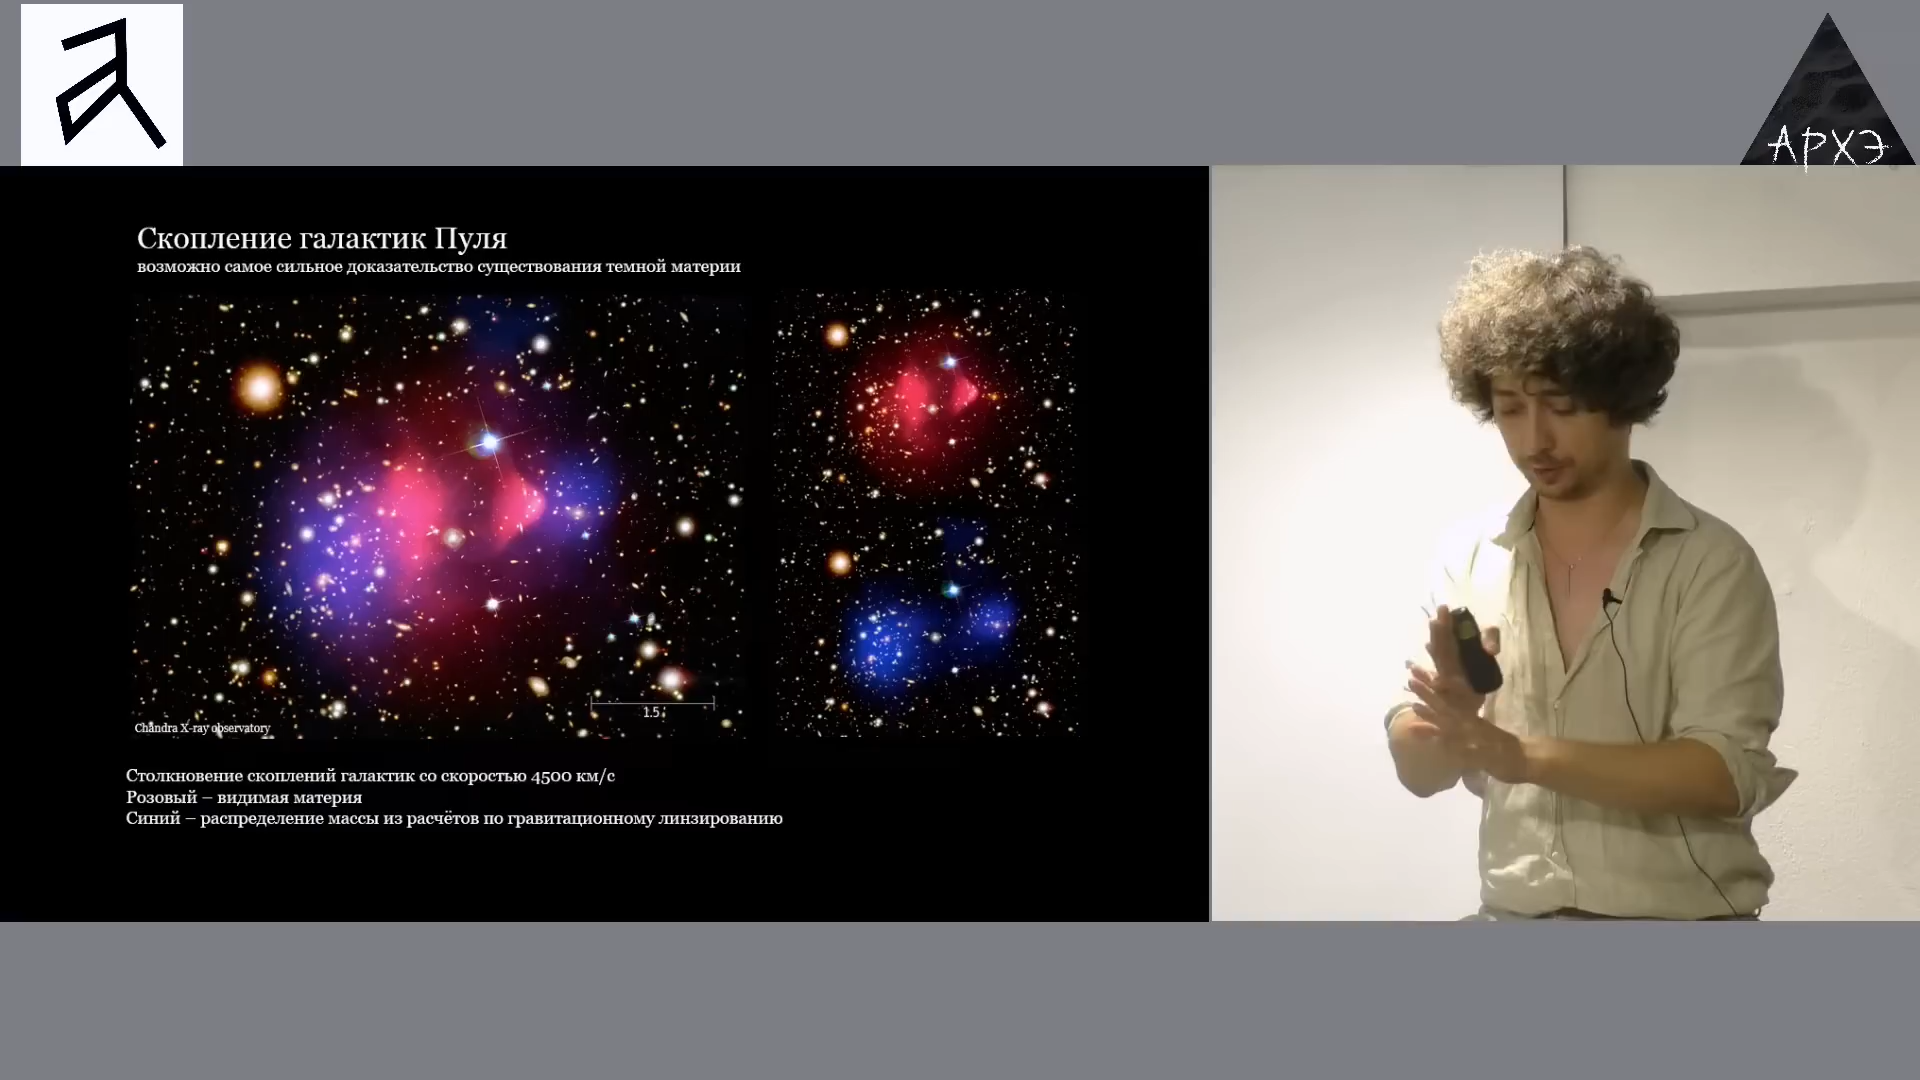 АРХЭ
Скопление галактик Пуля
возможно самое сильное доказательство существования темной материи
1.5'
Chandra X-ray observatory
Столкновение скоплений галактик со скоростью 4500 км/с
Розовый – видимая материя
Синий – распределение массы из расчётов по гравитационному линзированию